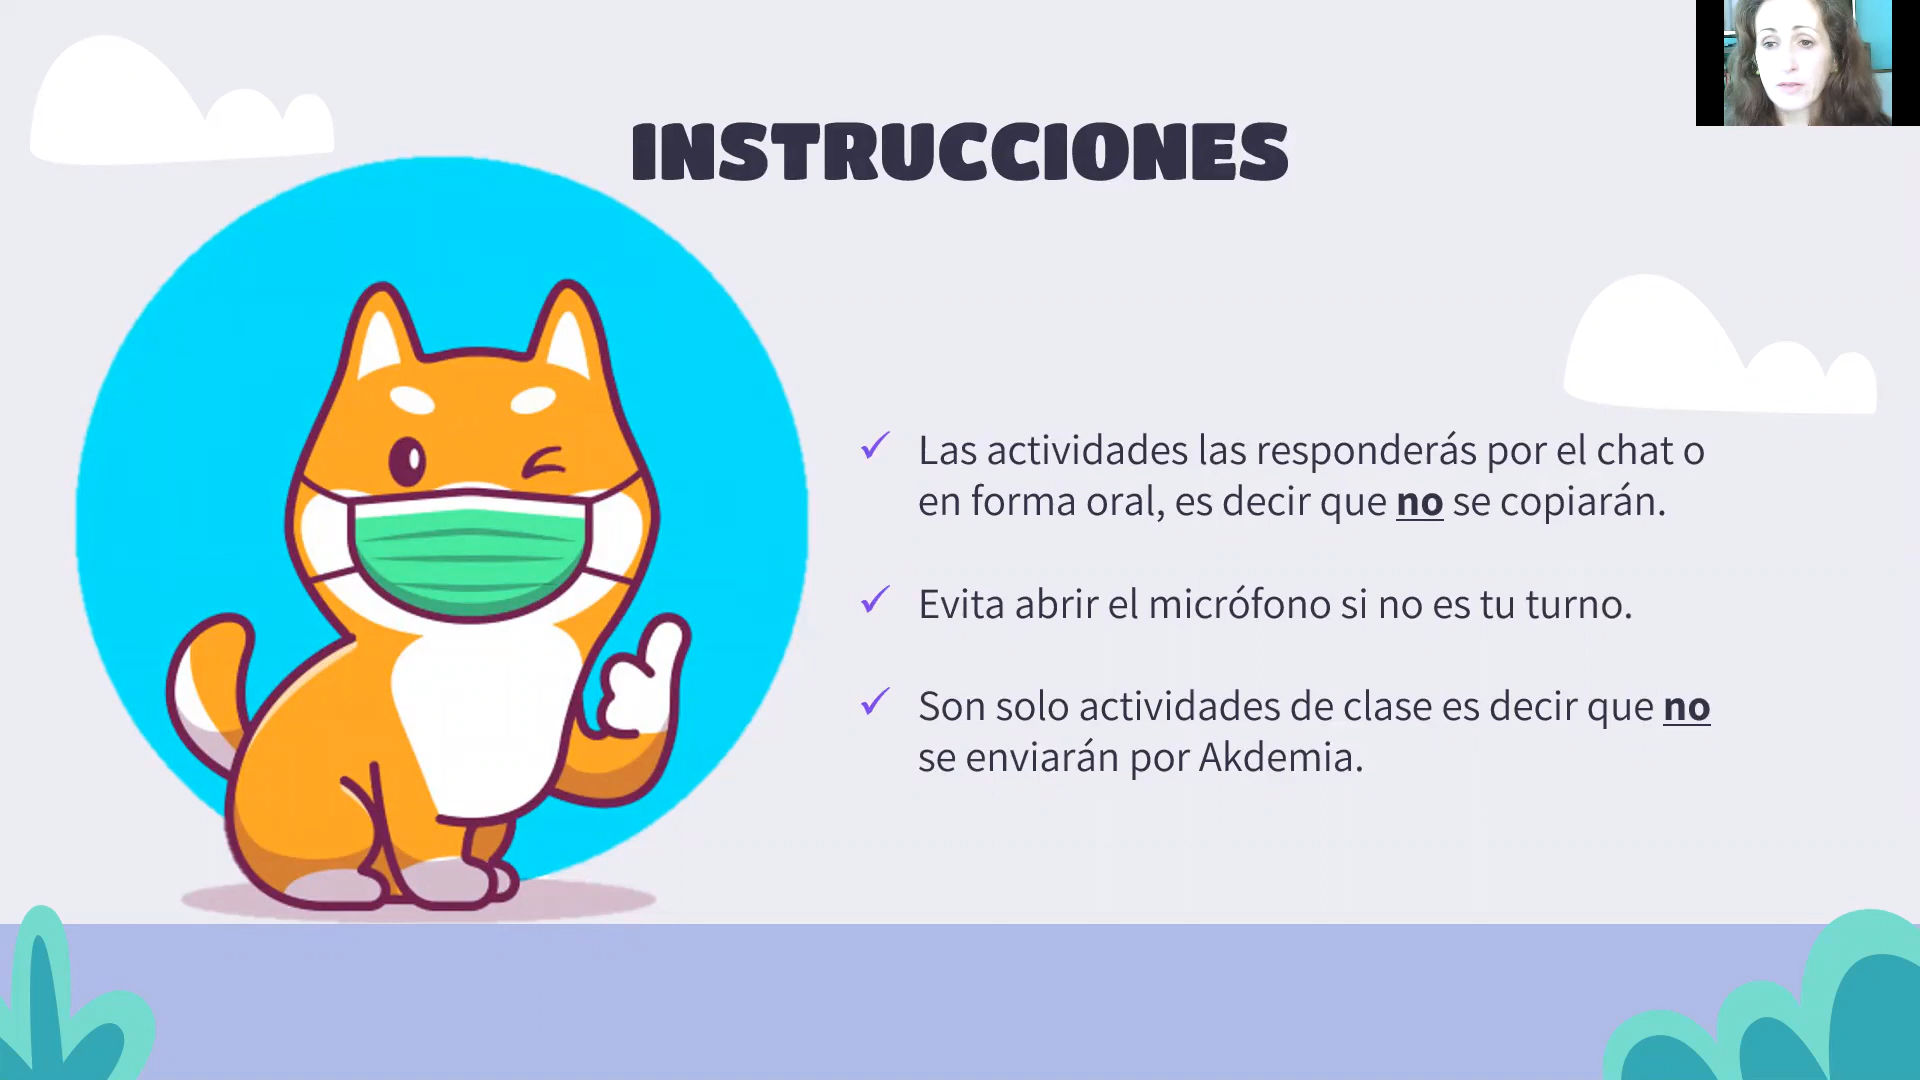 INSTRUCCIONES
Las actividades las responderás por el chat o
en forma oral, es decir que no se copiarán.
Evita abrir el micrófono si no es tu turno.
Son solo actividades de clase es decir que no
se enviarán por Akdemia.